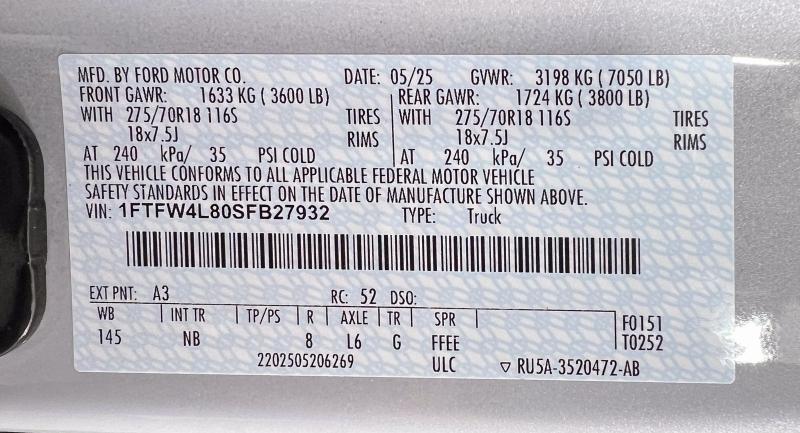 MFD. BY FORD MOTOR CO. DATE: 05/25 GVWR: 3198 KG ( 7050 LB)
FRONT GAWR: 1633 KG ( 3600 LB) REAR GAWR: 1724 KG ( 3800 LB)
WITH 275/70R18 116S TIRES WITH 275/70R18 116S TIRES
18x7.5J RIMS 18x7.5J RIMS
AT 240 kPa/ 35 PSI COLD AT 240 kPa/ 35 PSI COLD
THIS VEHICLE CONFORMS TO ALL APPLICABLE FEDERAL MOTOR VEHICLE
SAFETY STANDARDS IN EFFECT ON THE DATE OF MANUFACTURE SHOWN ABOVE.
VIN: 1FTFW4L80SFB27932 TYPE: Truck
EXT PNT: A3 RC: 52 DSO:
WB INT TR TP/PS R AXLE TR SPR F0151
145 NB 8 L6 G FFEE T0252
2202505206269 ULC ▽ RU5A-3520472-AB